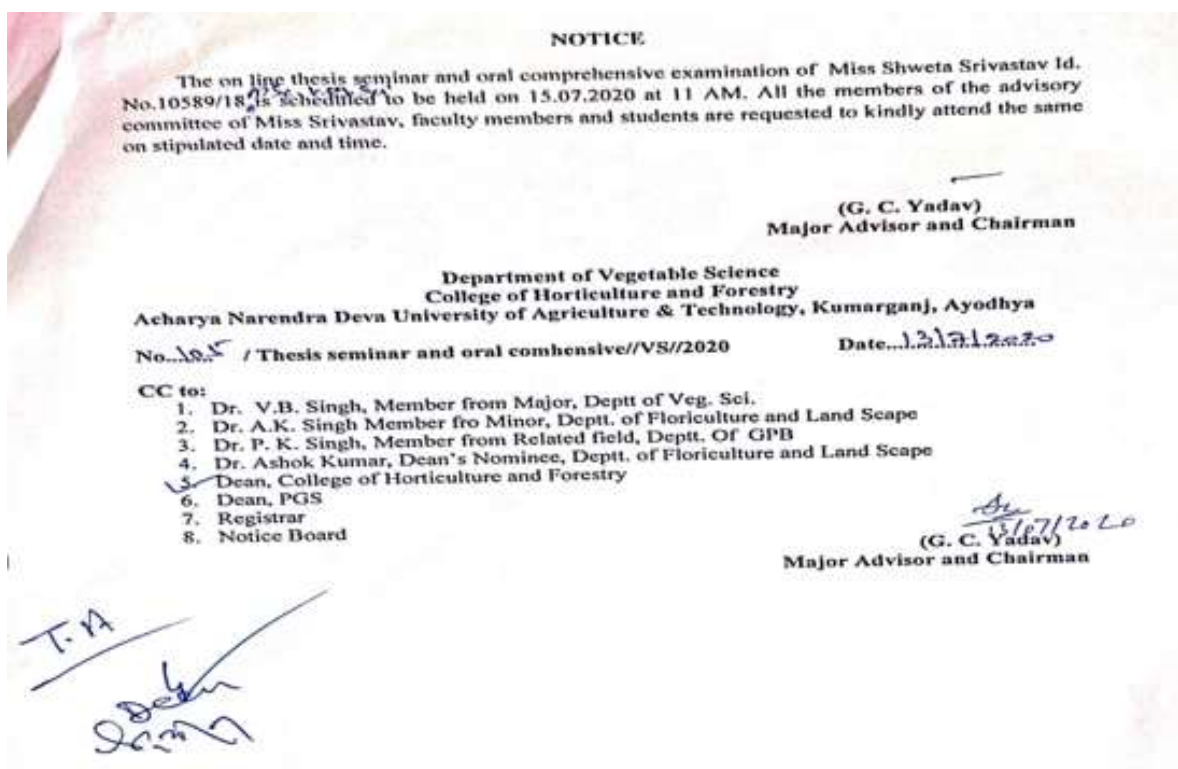 NOTICE
The on line thesis seminar and oral comprehensive examination of Miss Shweta Srivastav Id.
No.10589/18 is scheduled to be held on 15.07.2020 at 11 AM. All the members of the advisory
committee of Miss Srivastav, faculty members and students are requested to kindly attend the same
on stipulated date and time.
(G. C. Yadav)
Major Advisor and Chairman
Department of Vegetable Science
College of Horticulture and Forestry
Acharya Narendra Deva University of Agriculture & Technology, Kumarganj, Ayodhya
No...105 / Thesis seminar and oral comhensive//VS//2020 Date...13/7/2020
CC to:
1. Dr. V.B. Singh, Member from Major, Deptt of Veg. Sci.
2. Dr. A.K. Singh Member fro Minor, Deptt. of Floriculture and Land Scape
3. Dr. P. K. Singh, Member from Related field, Deptt. Of GPB
4. Dr. Ashok Kumar, Dean's Nominee, Deptt. of Floriculture and Land Scape
5. Dean, College of Horticulture and Forestry
6. Dean, PGS
7. Registrar
8. Notice Board
13/07/2020
(G. C. Yadav)
Major Advisor and Chairman
T.A